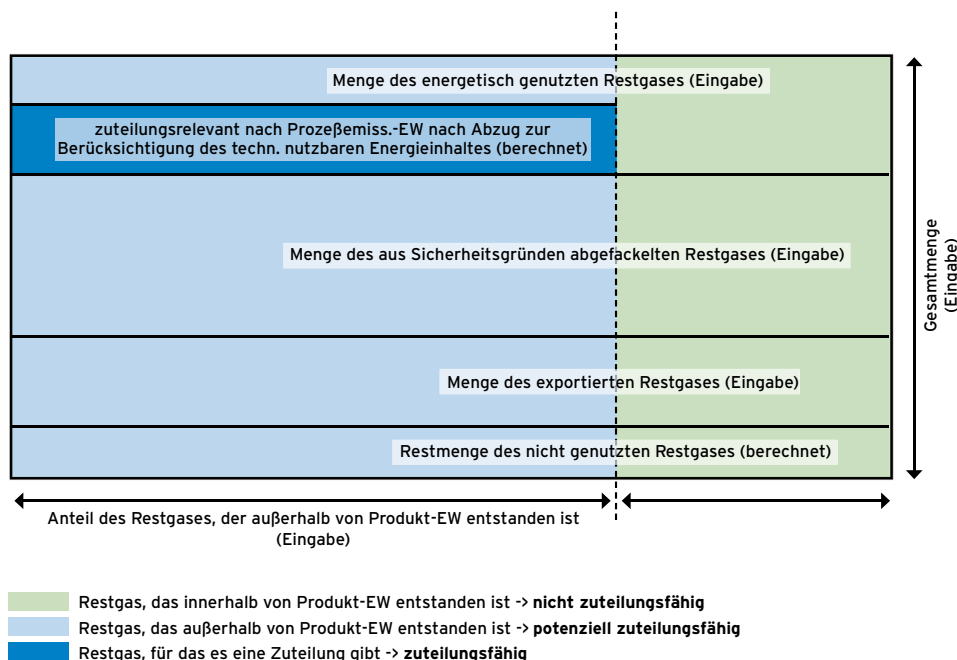 Menge des energetisch genutzten Restgases (Eingabe)
zuteilungsrelevant nach Prozeßemiss.-EW nach Abzug zur
Berücksichtigung des techn. nutzbaren Energieinhaltes (berechnet)
Menge des aus Sicherheitsgründen abgefackelten Restgases (Eingabe)
Menge des exportierten Restgases (Eingabe)
Restmenge des nicht genutzten Restgases (berechnet)
Gesamtmenge
(Eingabe)
Anteil des Restgases, der außerhalb von Produkt-EW entstanden ist
(Eingabe)
Restgas, das innerhalb von Produkt-EW entstanden ist -> nicht zuteilungsfähig
Restgas, das außerhalb von Produkt-EW entstanden ist -> potenziell zuteilungsfähig
Restgas, für das es eine Zuteilung gibt -> zuteilungsfähig